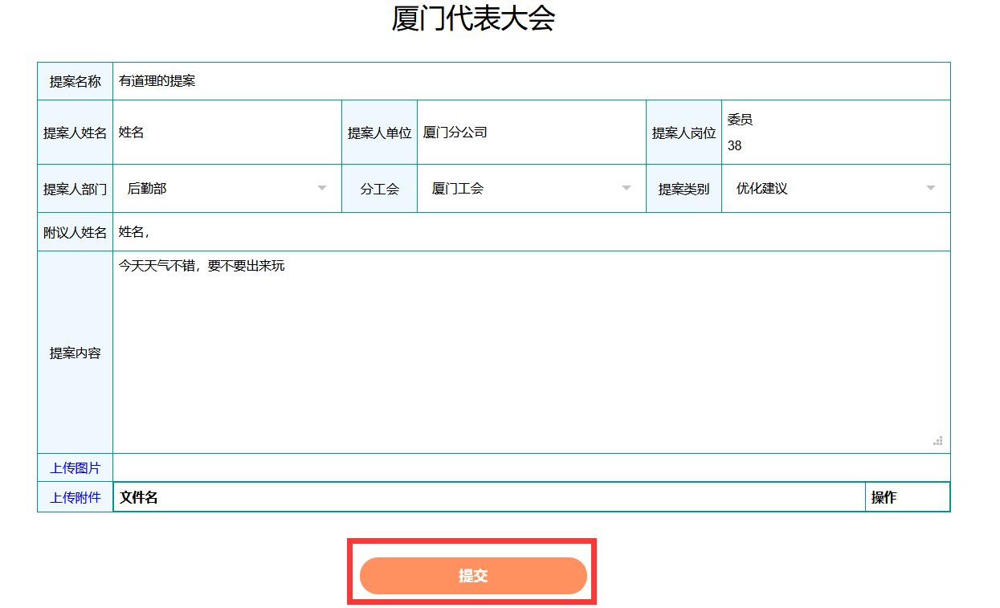 厦门代表大会
提案名称 有道理的提案
提案人姓名 姓名 提案人单位 厦门分公司 提案人岗位 委员
38
提案人部门 后勤部 分工会 厦门工会 提案类别 优化建议
附议人姓名 姓名，
提案内容 今天天气不错，要不要出来玩
上传图片
上传附件 文件名 操作
提交